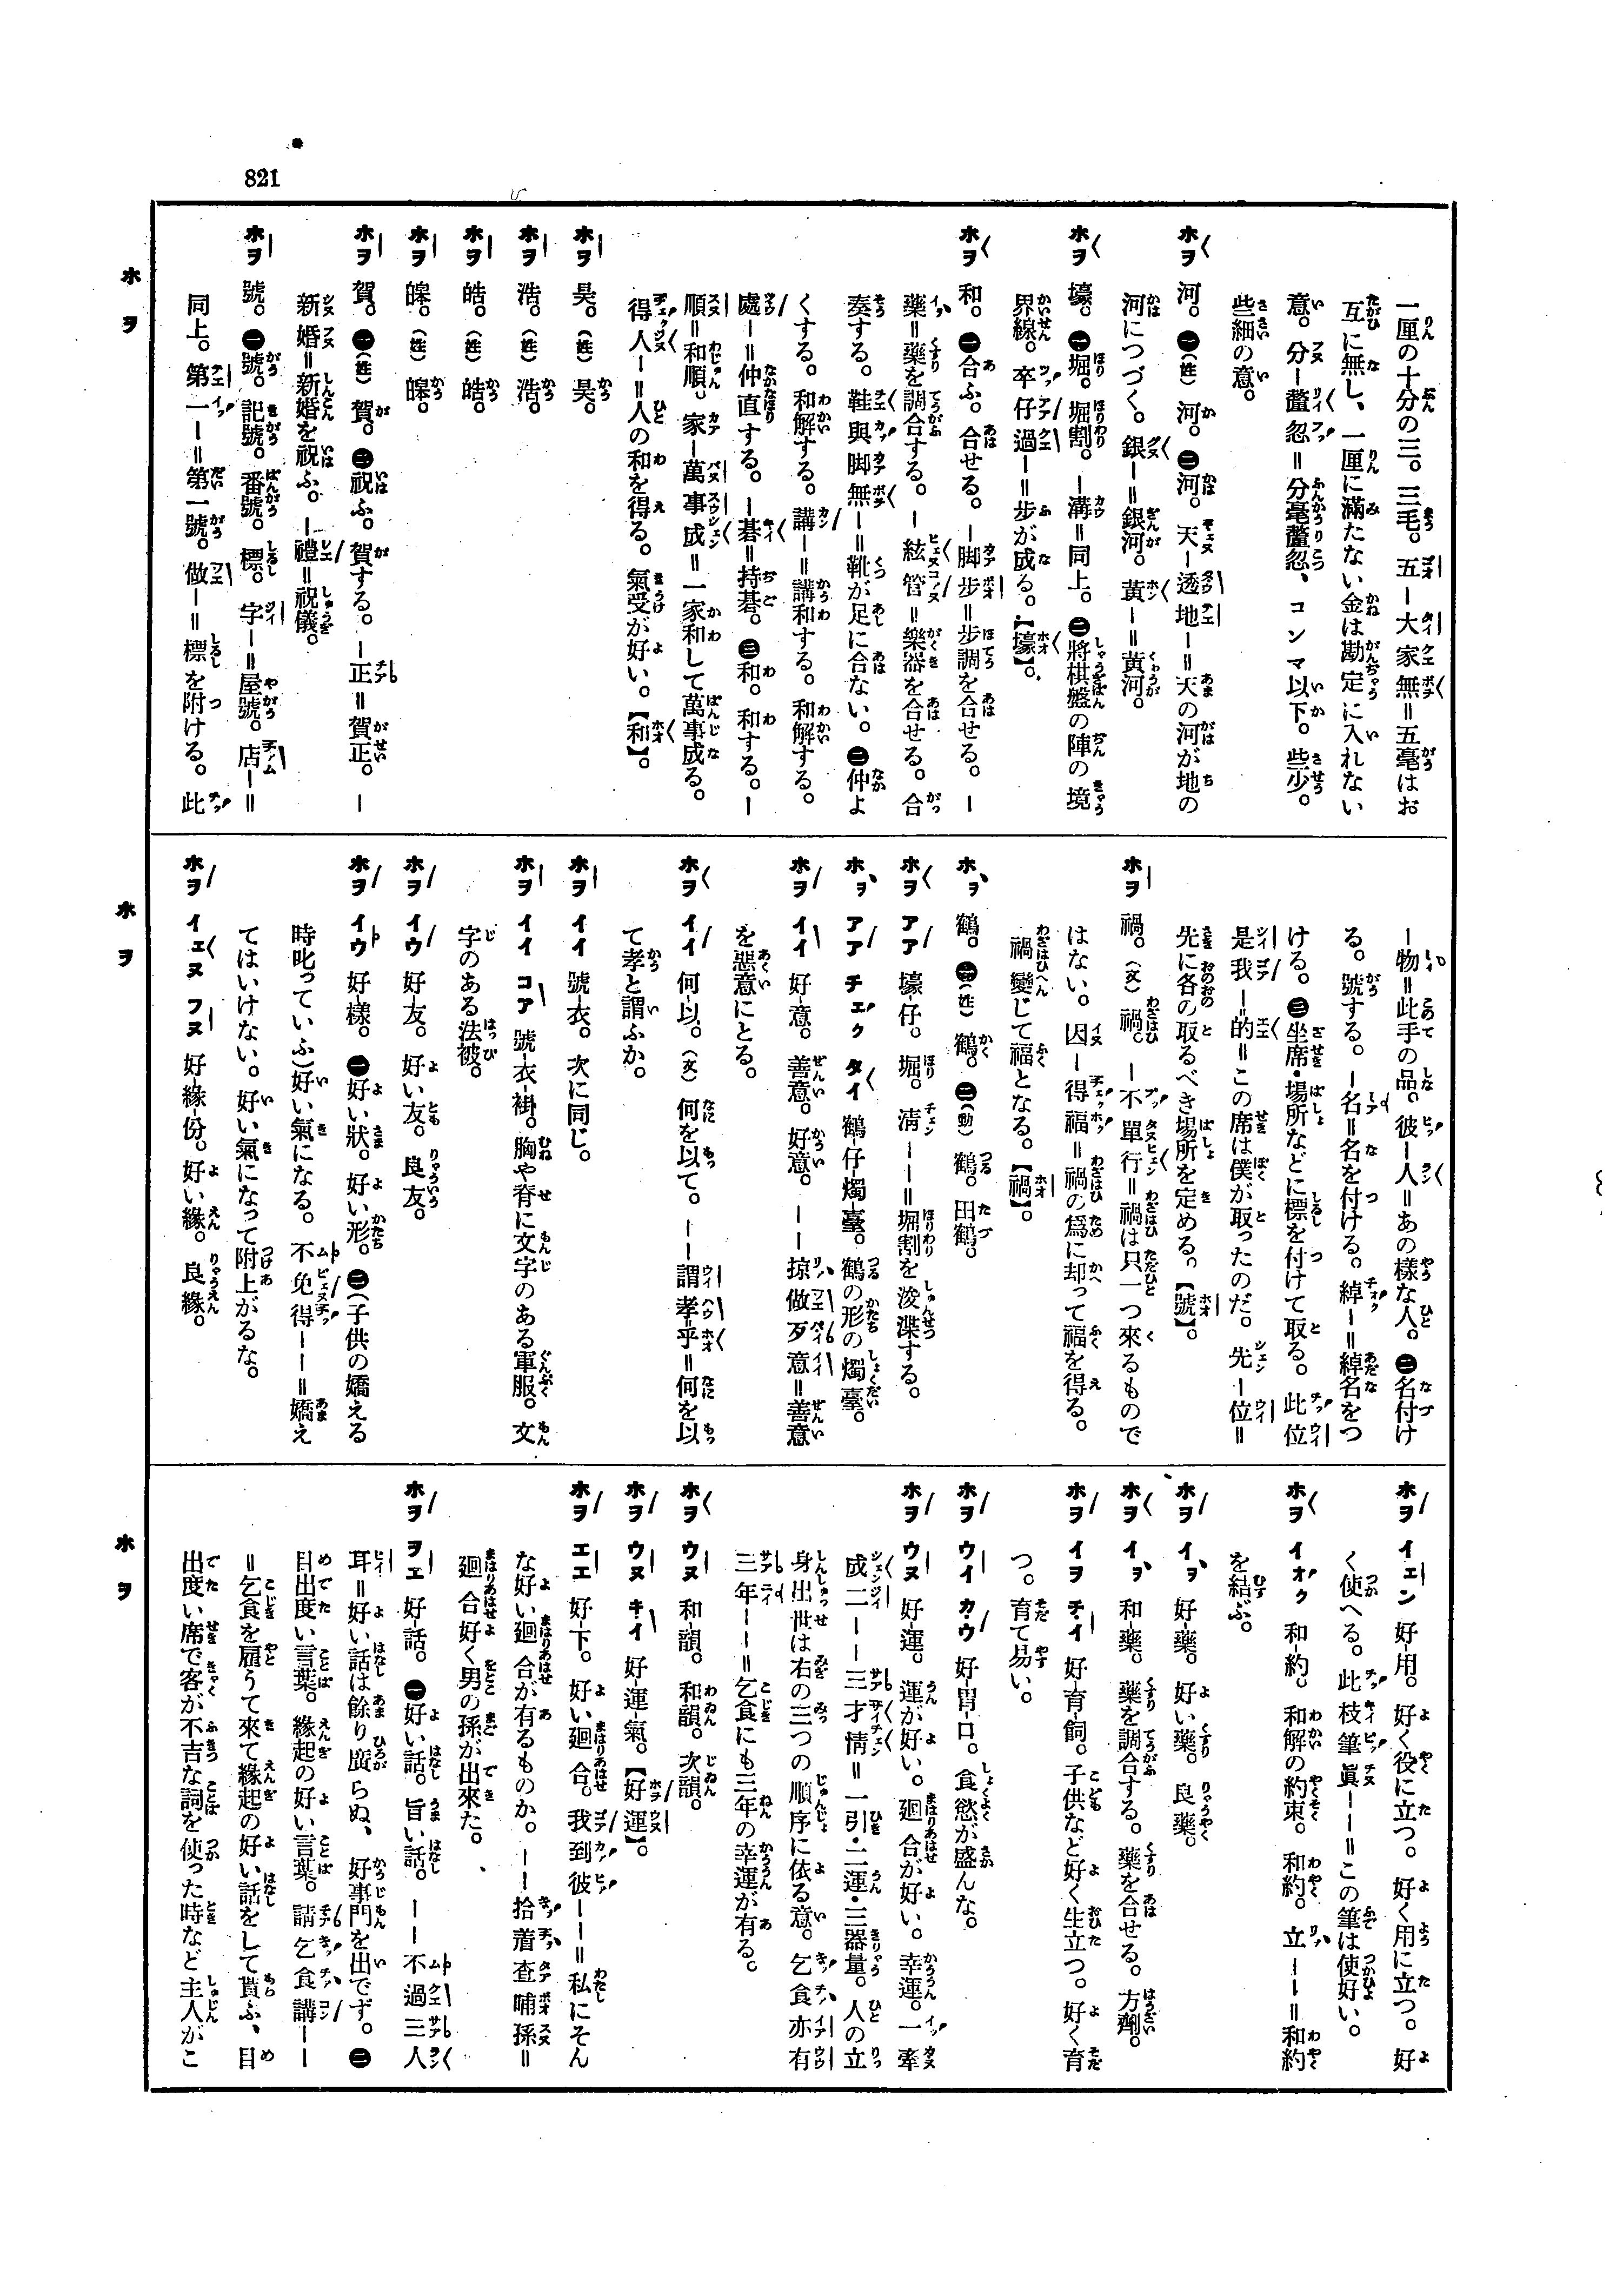 821
ホヲ
一厘の十分の三。三毛。五ー大家無=五毫はお
互に無し、一厘に滿たない金は勘定に入れない
意。分ー釐忽=分毫釐忽、コンマ以下。些少。
些細の意。
ホヲ 河。㊀(姓) 河。㊁河。天ー透地ー=天の河が地の
河につづく。銀ー=銀河。黃ー=黃河。
ホヲ 壕。㊀堀。堀割。ー溝=同上。㊁將棋盤の陣の境
界線。卒仔過ー=步が成る。【壕】。
ホヲ 和。㊀合ふ。合せる。ー脚步=步調を合せる。ー
藥=藥を調合する。ー絃管=樂器を合せる。合
奏する。鞋與脚無ー=靴が足に合ない。㊁仲よ
くする。和解する。講ー=講和する。和解する。
處ー=仲直する。ー碁=持碁。㊂和。和する。ー
順=和順。家ー萬事成=一家和して萬事成る。
得人ー=人の和を得る。氣受が好い。【和】。
ホヲ 昊。(姓) 昊。
ホヲ 浩。(姓) 浩。
ホヲ 皓。(姓) 皓。
ホヲ 皞。(姓) 皞。
ホヲ 賀。㊀(姓) 賀。㊁祝ふ。賀する。ー正=賀正。ー
新婚=新婚を祝ふ。ー禮=祝儀。
ホヲ 號。㊀號。記號。番號。標。字ー=屋號。店ー=
同上。第一ー=第一號。做ー=標を附ける。此
ホヲ
ー物=此手の品。彼ー人=あの樣な人。㊁名付け
る。號する。ー名=名を付ける。綽ー=綽名をつ
ける。㊂坐席・場所などに標を付けて取る。此位
是我ー的=この席は僕が取ったのだ。先ー位=
先に各の取るべき場所を定める。【號】。
ホヲ 禍。(文) 禍。ー不單行=禍は只一つ來るもので
はない。因ー得福=禍の爲に却って福を得る。
禍變じて福となる。【禍】。
ホヲ 鶴。㊀(姓) 鶴。㊁(動) 鶴。田鶴。
ホヲ アア 壕-仔。堀。淸ーー=堀割を浚渫する。
ホヲ アア チェク タイ 鶴-仔-燭-臺。鶴の形の燭臺。
ホヲ イイ 好-意。善意。好意。ーー掠做歹意=善意
を惡意にとる。
ホヲ イイ 何-以。(文) 何を以て。ーー謂孝乎=何を以
て孝と謂ふか。
ホヲ イイ 號-衣。次に同じ。
ホヲ イイ コア 號-衣-褂。胸や脊に文字のある軍服。文
字のある法被。
ホヲ イウ 好-友。好い友。良友。
ホヲ イウ 好-樣。㊀好い狀。好い形。㊁(子供の嬌える
時叱っていふ)好い氣になる。不免得ーー=嬌え
てはいけない。好い氣になって附上がるな。
ホヲ イェヌ フヌ 好-緣-份。好い緣。良緣。
ホヲ
ホヲ イェン 好-用。好く役に立つ。好く用に立つ。好
く使へる。此枝筆眞ーー=この筆は使好い。
ホヲ イォク 和-約。和解の約束。和約。立ーー=和約
を結ぶ。
ホヲ イヲ 好-藥。好い藥。良藥。
ホヲ イヲ 和-藥。藥を調合する。藥を合せる。方劑。
ホヲ イヲ チイ 好-育-飼。子供など好く生立つ。好く育
つ。育て易い。
ホヲ ウイ カウ 好-胃-口。食慾が盛んな。
ホヲ ウヌ 好-運。運が好い。廻合が好い。幸運。一牽
成二ーー三才情=一引・二運・三器量。人の立
身出世は右の三つの順序に依る意。乞食亦有
三年ーー=乞食にも三年の幸運が有る。
ホヲ ウヌ 和-韻。和韻。次韻。
ホヲ ウヌ キイ 好-運-氣。【好運】。
ホヲ エエ 好-下。好い廻合。我到彼ーー=私にそん
な好い廻合が有るものか。ーー拾着查哺孫=
廻合好く男の孫が出來た。
ホヲ ヲエ 好-話。㊀好い話。旨い話。ーー不過三人
耳=好い話は餘り廣らぬ、好事門を出でず。㊁
目出度い言葉。緣起の好い言葉。請乞食講ーー
=乞食を雇うて來て緣起の好い話をして貰ふ、目
出度い席で客が不吉な詞を使った時など主人がこ
ホヲ